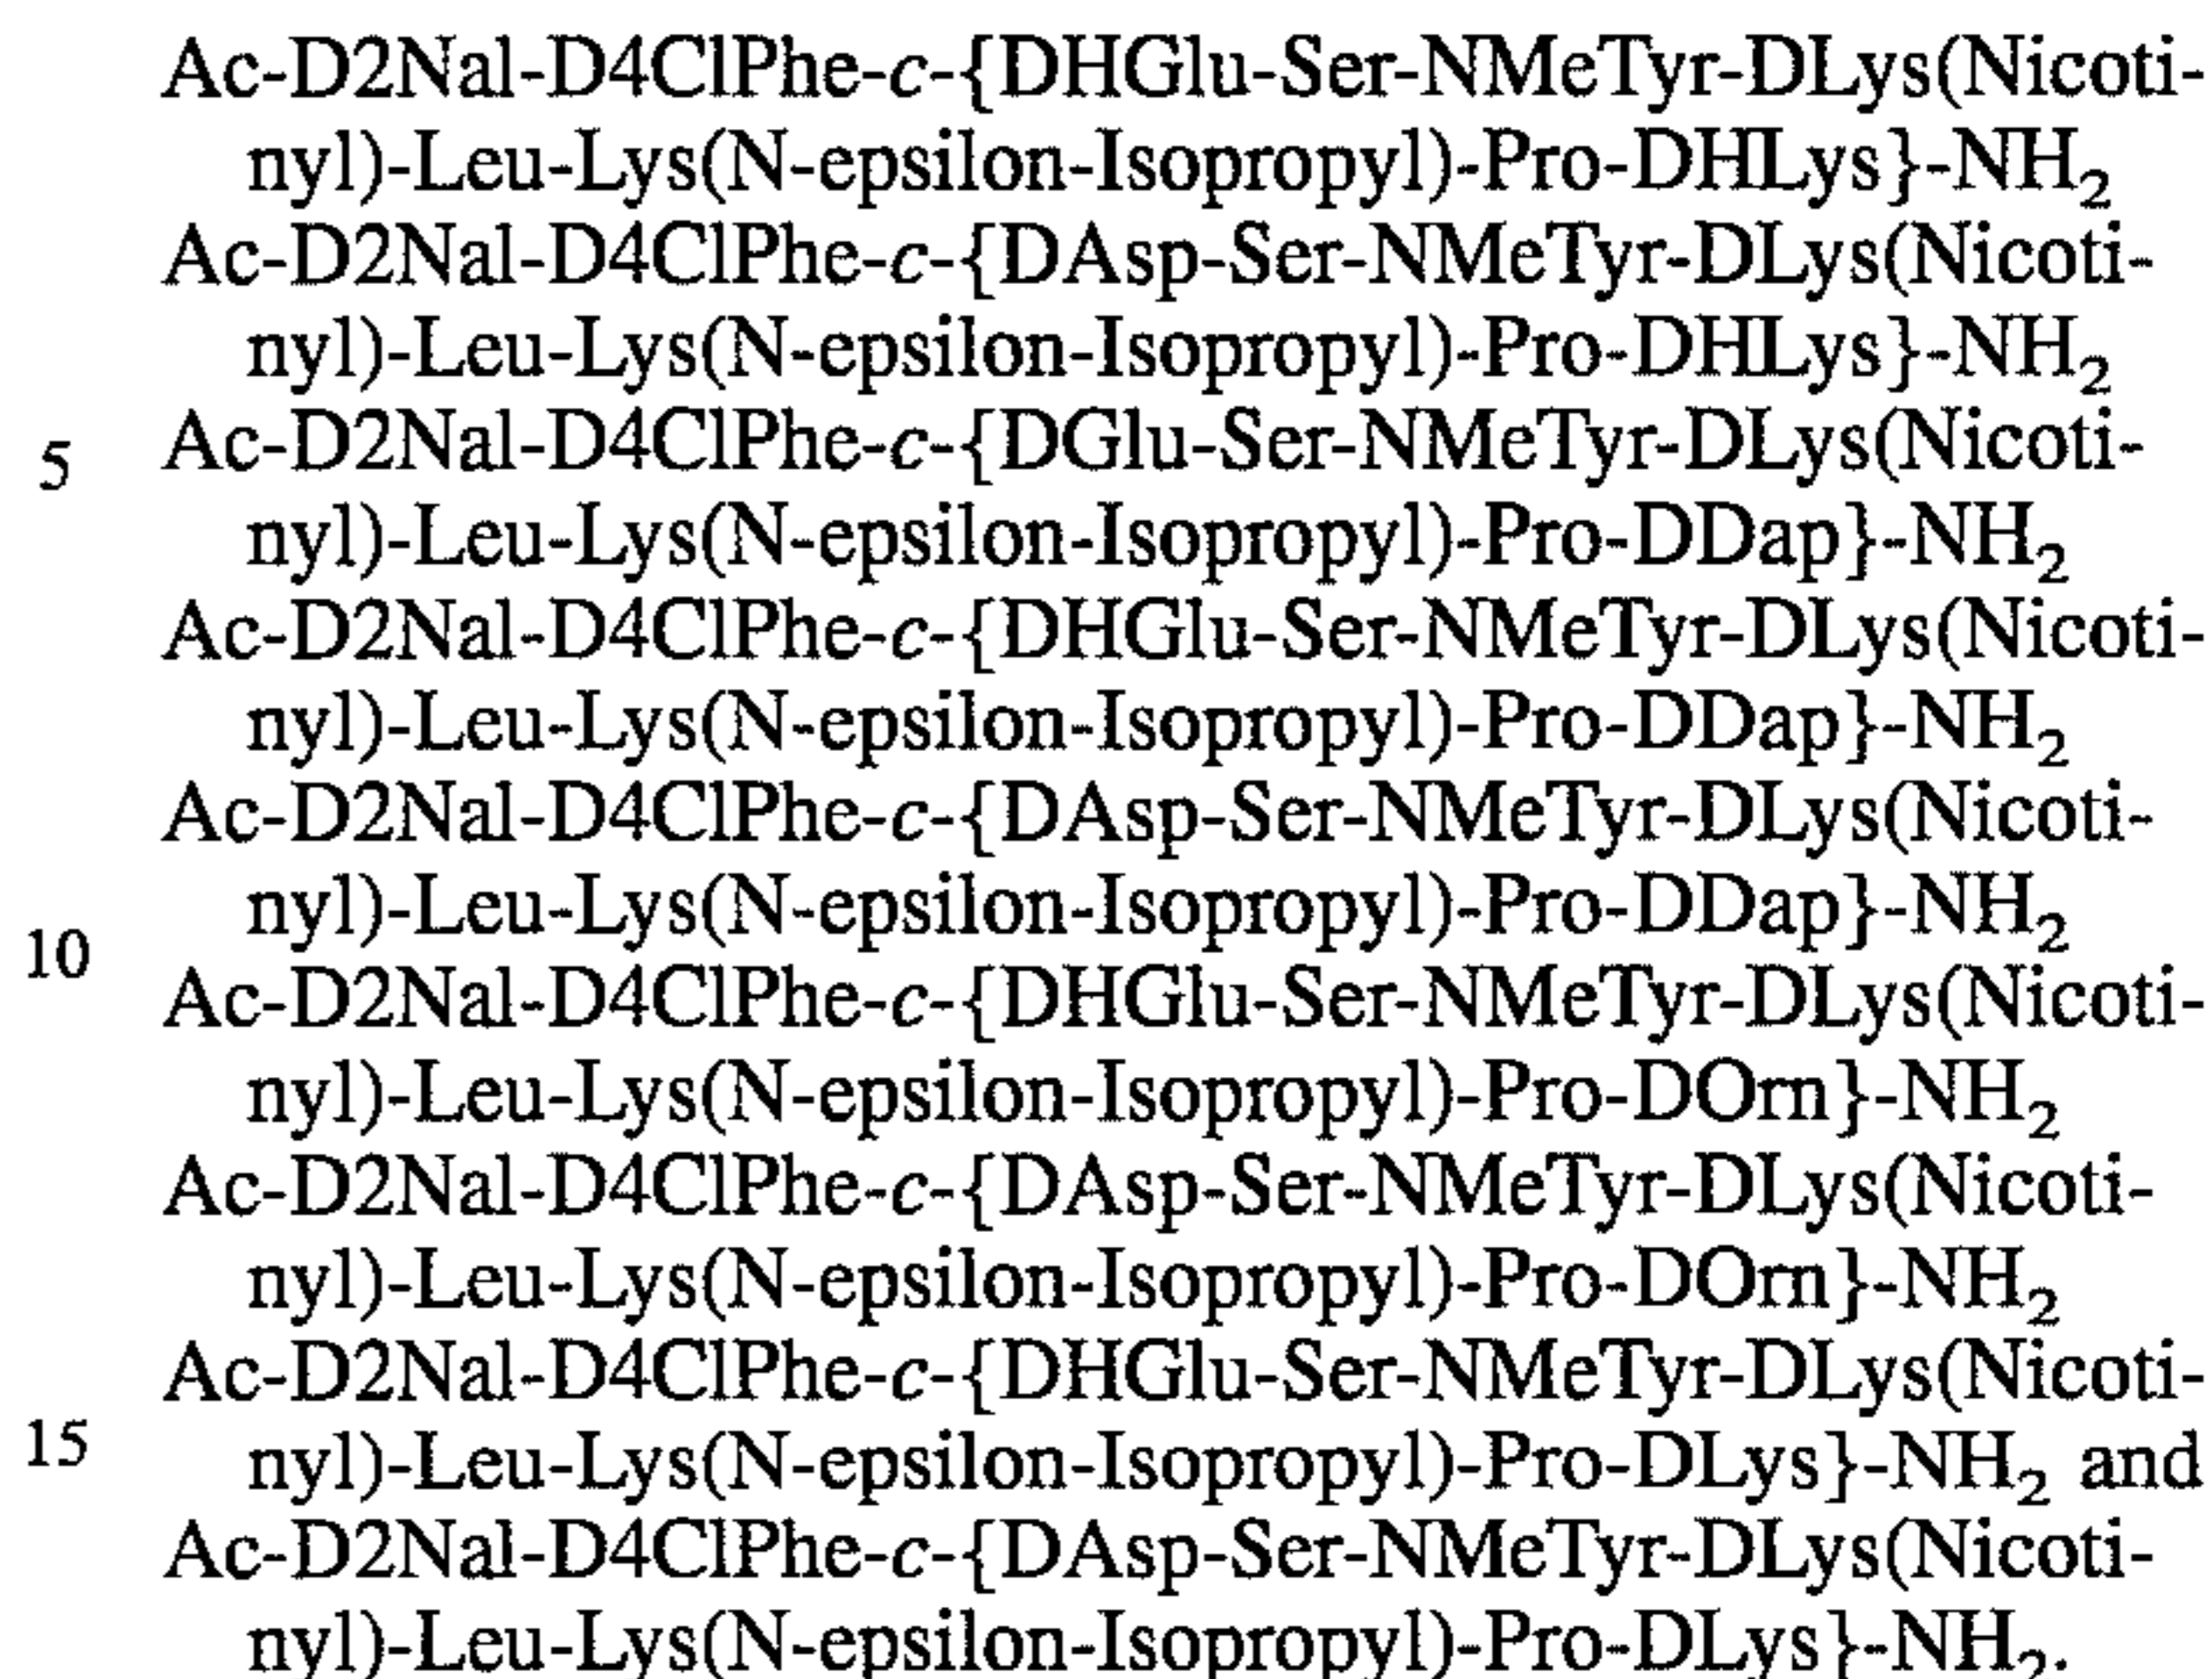 Ac-D2Nal-D4ClPhe-c-{DHGlu-Ser-NMeTyr-DLys(Nicoti-
nyl)-Leu-Lys(N-epsilon-Isopropyl)-Pro-DHLys}-NH₂
Ac-D2Nal-D4ClPhe-c-{DAsp-Ser-NMeTyr-DLys(Nicoti-
nyl)-Leu-Lys(N-epsilon-Isopropyl)-Pro-DHLys}-NH₂
5 Ac-D2Nal-D4ClPhe-c-{DGlu-Ser-NMeTyr-DLys(Nicoti-
nyl)-Leu-Lys(N-epsilon-Isopropyl)-Pro-DDap}-NH₂
Ac-D2Nal-D4ClPhe-c-{DHGlu-Ser-NMeTyr-DLys(Nicoti-
nyl)-Leu-Lys(N-epsilon-Isopropyl)-Pro-DDap}-NH₂
Ac-D2Nal-D4ClPhe-c-{DAsp-Ser-NMeTyr-DLys(Nicoti-
10 nyl)-Leu-Lys(N-epsilon-Isopropyl)-Pro-DDap}-NH₂
Ac-D2Nal-D4ClPhe-c-{DHGlu-Ser-NMeTyr-DLys(Nicoti-
nyl)-Leu-Lys(N-epsilon-Isopropyl)-Pro-DOrn}-NH₂
Ac-D2Nal-D4ClPhe-c-{DAsp-Ser-NMeTyr-DLys(Nicoti-
nyl)-Leu-Lys(N-epsilon-Isopropyl)-Pro-DOrn}-NH₂
Ac-D2Nal-D4ClPhe-c-{DHGlu-Ser-NMeTyr-DLys(Nicoti-
15 nyl)-Leu-Lys(N-epsilon-Isopropyl)-Pro-DLys}-NH₂ and
Ac-D2Nal-D4ClPhe-c-{DAsp-Ser-NMeTyr-DLys(Nicoti-
nyl)-Leu-Lys(N-epsilon-Isopropyl)-Pro-DLys}-NH₂.